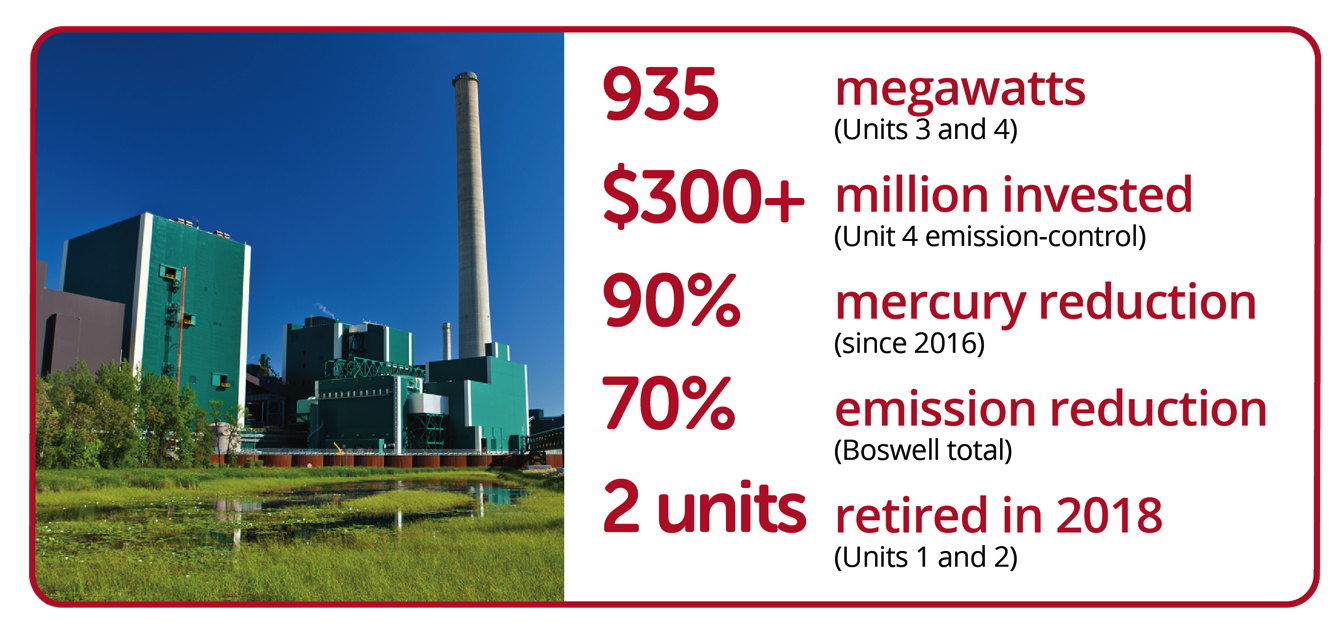 935 megawatts
(Units 3 and 4)
$300+ million invested
(Unit 4 emission-control)
90% mercury reduction
(since 2016)
70% emission reduction
(Boswell total)
2 units retired in 2018
(Units 1 and 2)